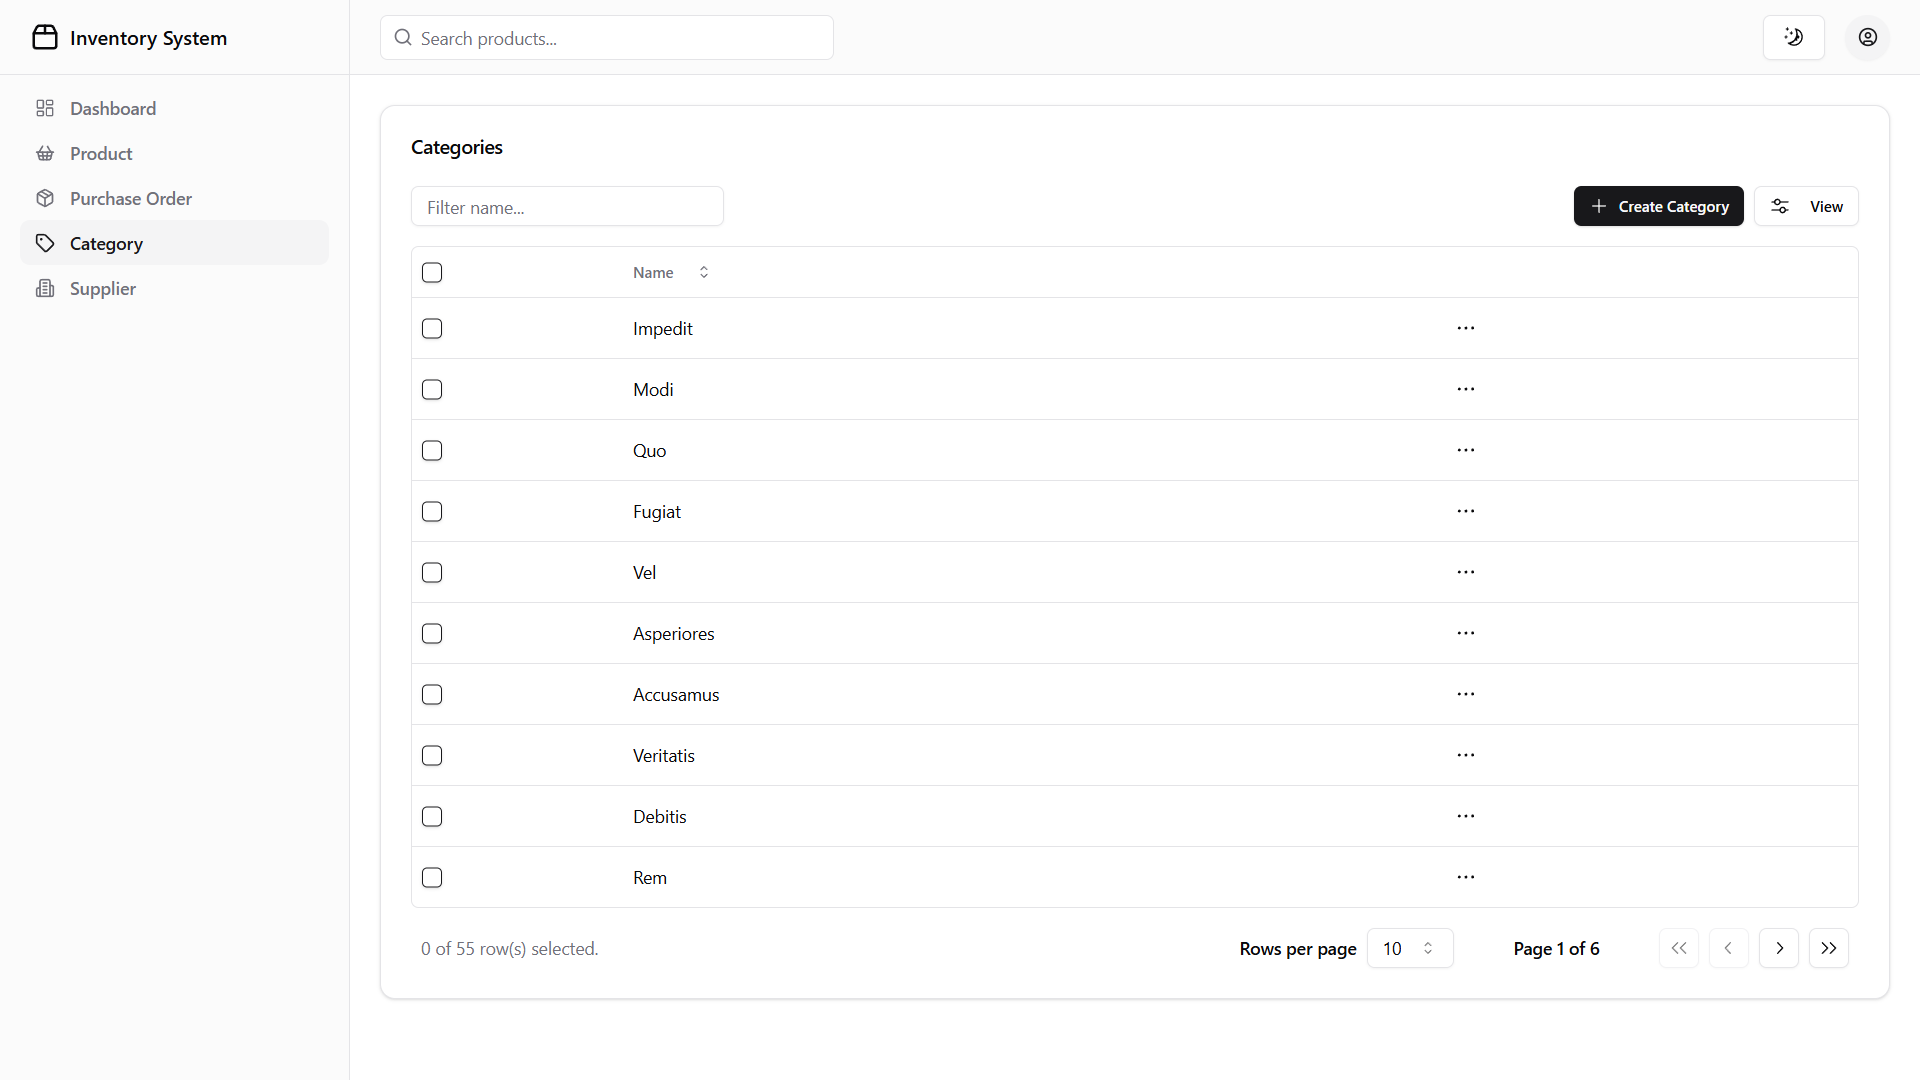 Inventory System
Search products...
Dashboard
Product
Purchase Order
Category
Supplier
Categories
Filter name...
Create Category
View
Name
Impedit
Modi
Quo
Fugiat
Vel
Asperiores
Accusamus
Veritatis
Debitis
Rem
0 of 55 row(s) selected.
Rows per page
10
Page 1 of 6